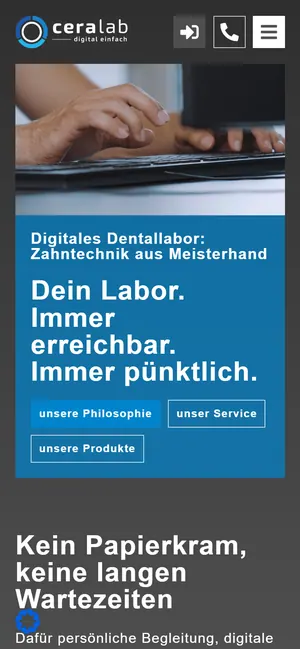 ceralab
digital einfach
Digitales Dentallabor:
Zahntechnik aus Meisterhand
Dein Labor.
Immer
erreichbar.
Immer pünktlich.
unsere Philosophie
unser Service
unsere Produkte
Kein Papierkram,
keine langen
Wartezeiten
Dafür persönliche Begleitung, digitale